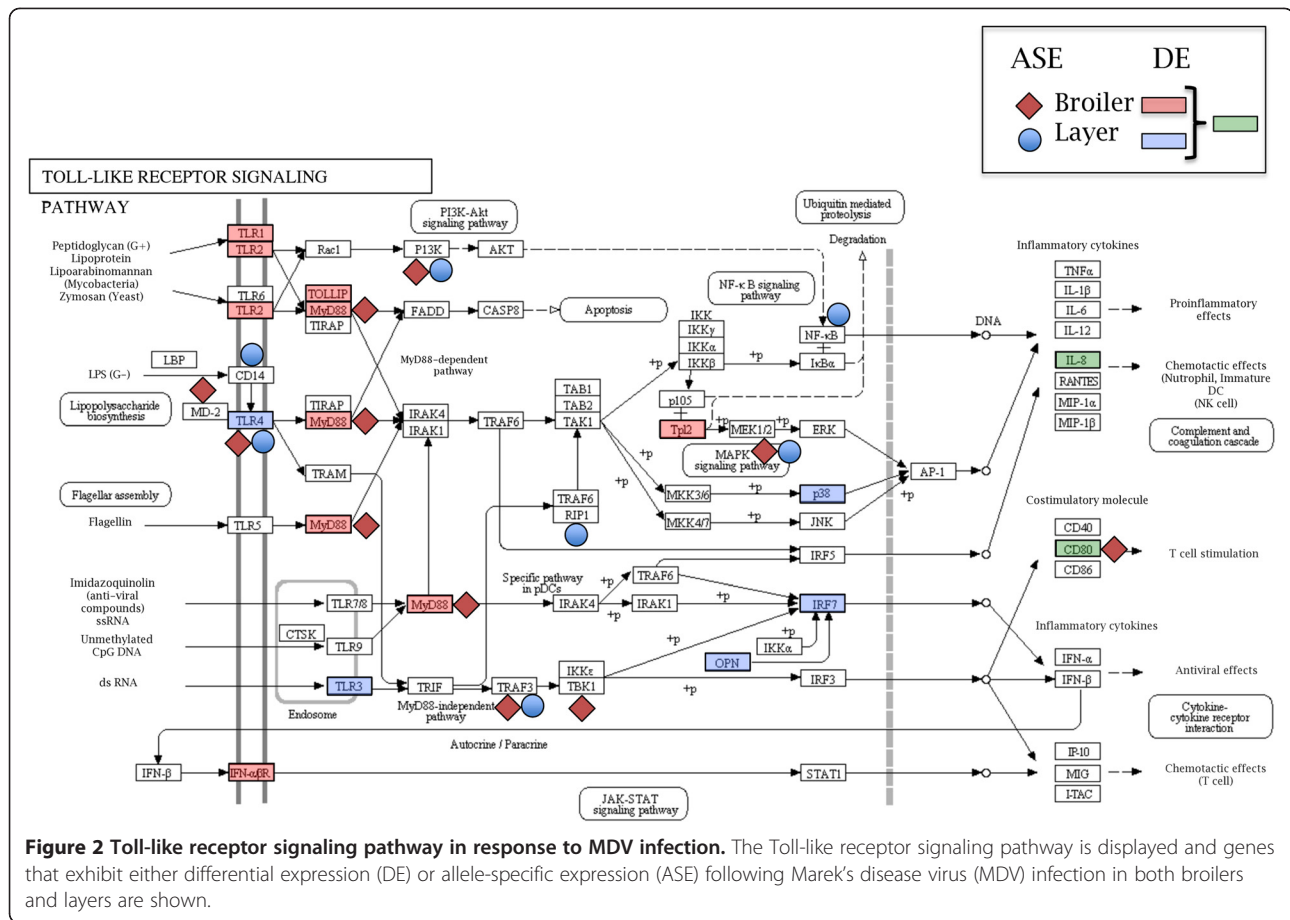 ASE DE
Broiler
Layer
TOLL-LIKE RECEPTOR SIGNALING
PATHWAY
PI3K-Akt
signaling pathway
Ubiquitin mediated
proteolysis
Degradation
Peptidoglycan (G+)
Lipoprotein
Lipoarabinomannan
(Mycobacteria)
Zymosan (Yeast)
TLR1
TLR2
Rac1
P13K
AKT
TLR6
TLR2
TOLLIP
MyD88
TIRAP
FADD
CASP8
Apoptosis
NF-κB signaling
pathway
IKK
IKKγ
IKKα
IKKβ
+p
+p
NF-κB
IκBα
DNA
Inflammatory cytokines
TNFα
IL-1β
IL-6
IL-12
Proinflammatory
effects
IL-8
RANTES
MIP-1α
MIP-1β
Chemotactic effects
(Nutrophil, Immature
DC
(NK cell)
Complement and
coagulation cascade
MyD88-dependent
pathway
LBP
LPS (G-)
CD14
MD-2
Lipopolysaccharide
biosynthesis
TLR4
TIRAP
MyD88
IRAK4
IRAK1
TRAF6
TAB1
TAB2
TAK1
p105
Tpl2
+p
MEK1/2
+p
ERK
MAPK
signaling pathway
AP-1
TRAM
+p
+p
MKK3/6
+p
p38
+p
MKK4/7
+p
JNK
TRAF6
RIP1
Flagellar assembly
Flagellin
TLR5
MyD88
IRF5
Costimulatory molecule
CD40
CD80
CD86
T cell stimulation
Imidazoquinolin
(anti-viral
compounds)
ssRNA
TLR7/8
MyD88
Specific pathway
in pDCs
IRAK4
+p
TRAF6
+p
IRAK1
+p
IRF7
Unmethylated
CpG DNA
CTSK
TLR9
+p
IKKα
+p
OPN
Inflammatory cytokines
IFN-α
IFN-β
Antiviral effects
ds RNA
TLR3
Endosome
TRIF
TRAF3
IKKε
TBK1
+p
IRF3
MyD88-independent
pathway
Cytokine-
cytokine receptor
interaction
Autocrine / Paracrine
IFN-β
IFN-αβR
STAT1
JAK-STAT
signaling pathway
IP-10
MIG
I-TAC
Chemotactic effects
(T cell)
Figure 2 Toll-like receptor signaling pathway in response to MDV infection. The Toll-like receptor signaling pathway is displayed and genes
that exhibit either differential expression (DE) or allele-specific expression (ASE) following Marek's disease virus (MDV) infection in both broilers
and layers are shown.